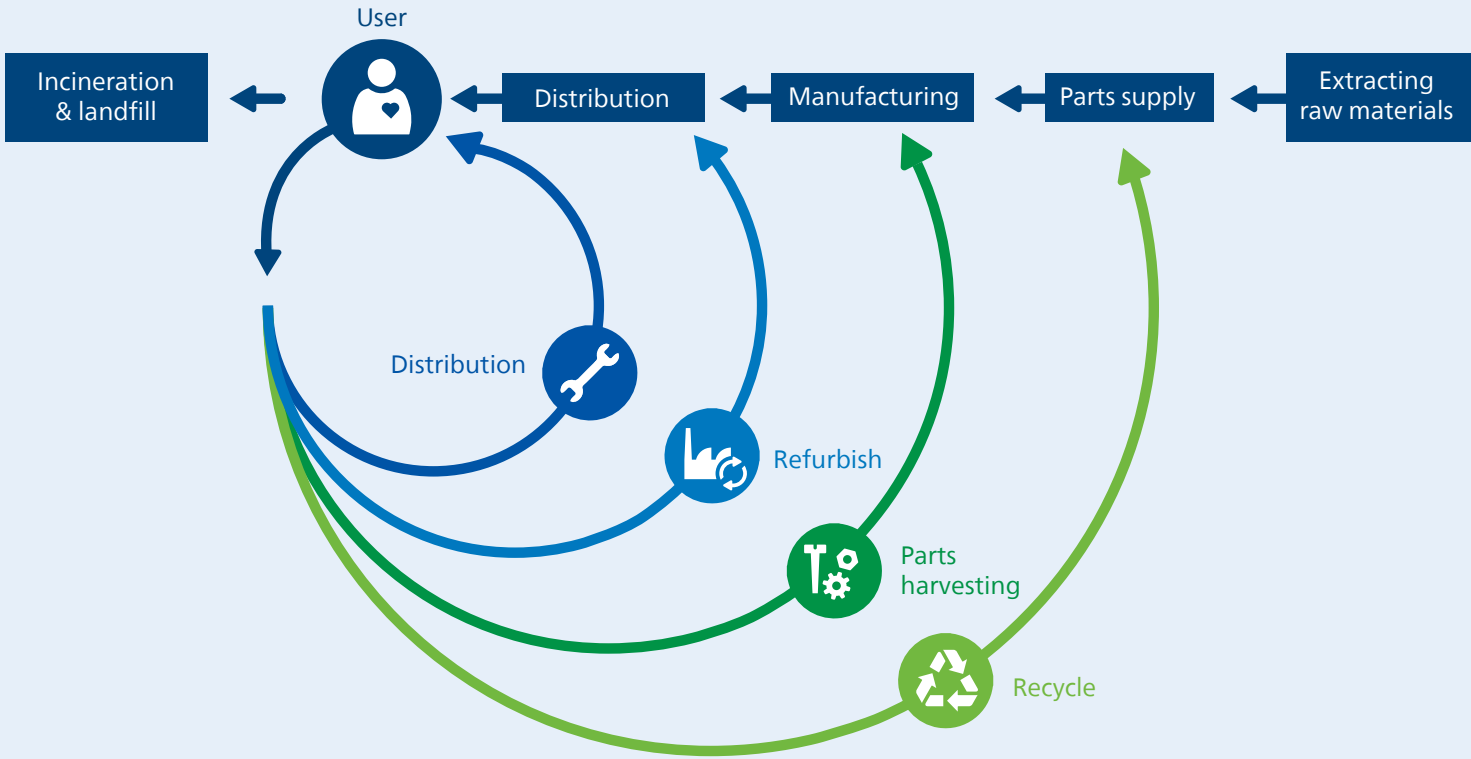 User
Incineration
& landfill
Distribution
Manufacturing
Parts supply
Extracting
raw materials
Distribution
Refurbish
Parts
harvesting
Recycle